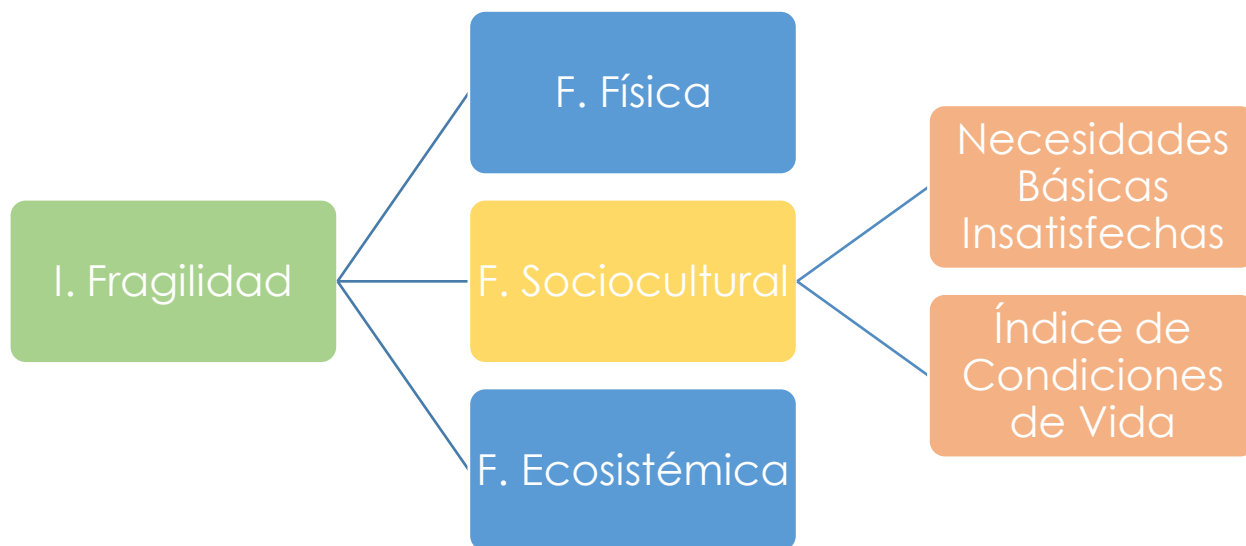 I. Fragilidad
F. Física
F. Sociocultural
F. Ecosistémica
Necesidades
Básicas
Insatisfechas
Índice de
Condiciones
de Vida